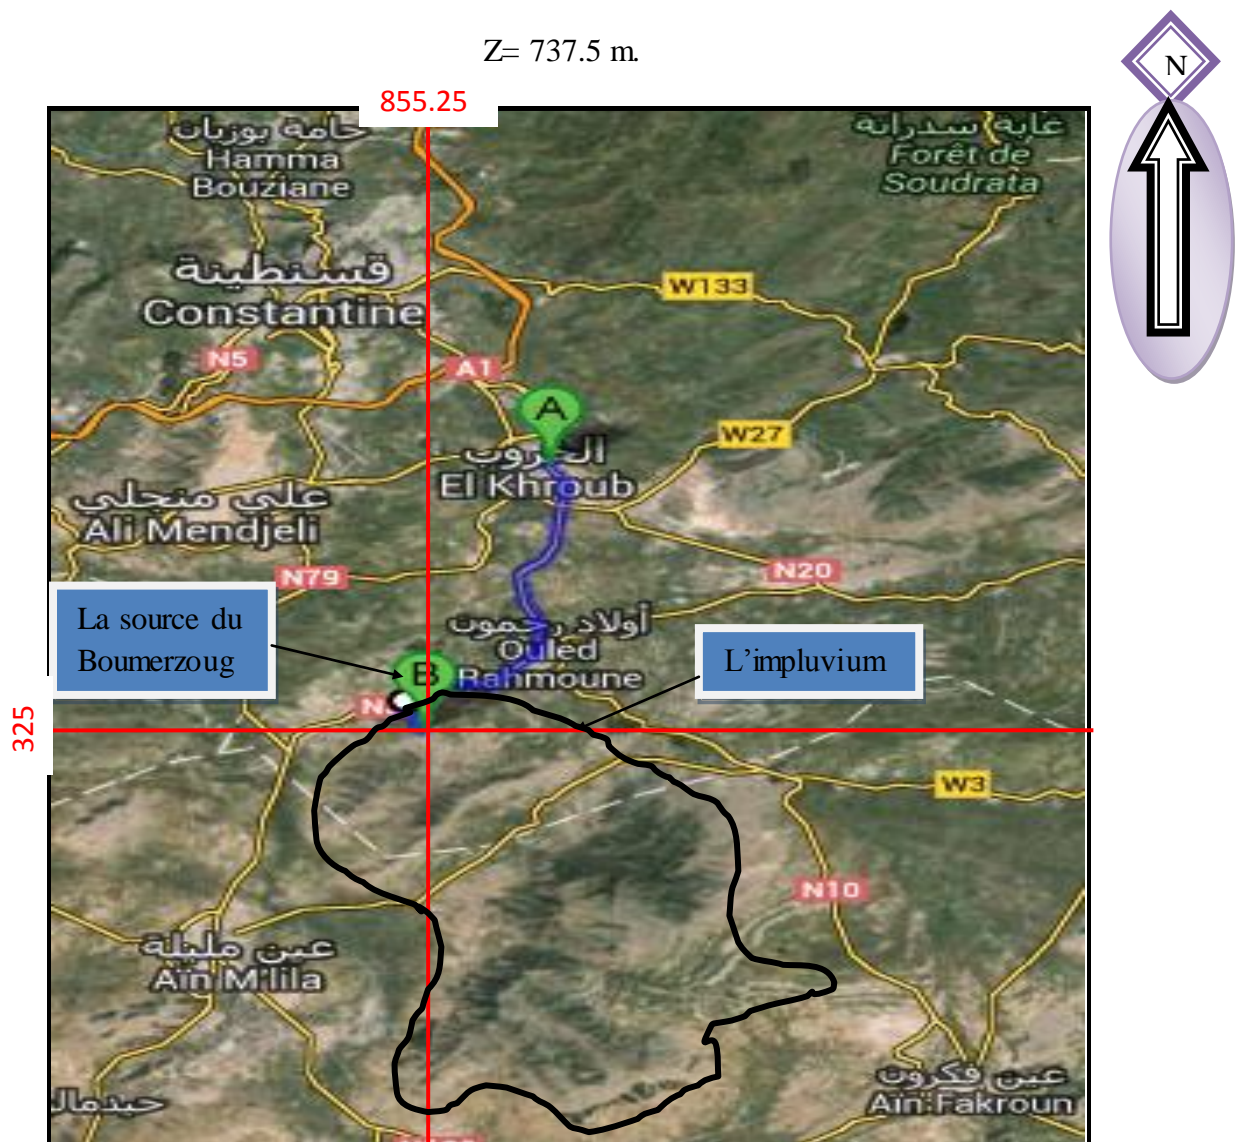 Z= 737.5 m.
N
855.25
حامة بوزيان
Hamma
Bouziane
غابة سدراتة
Forêt de
Soudrata
قسنطينة
Constantine
W133
N5
A1
A
W27
الخروب
El Khroub
علي منجلي
Ali Mendjeli
N79
N20
La source du
Boumerzoug
أولاد رحمون
Ouled
Rahmoune
L'impluvium
B
325
W3
N10
عين مليلة
Aïn M'lila
عين فكرون
Aïn Fakroun